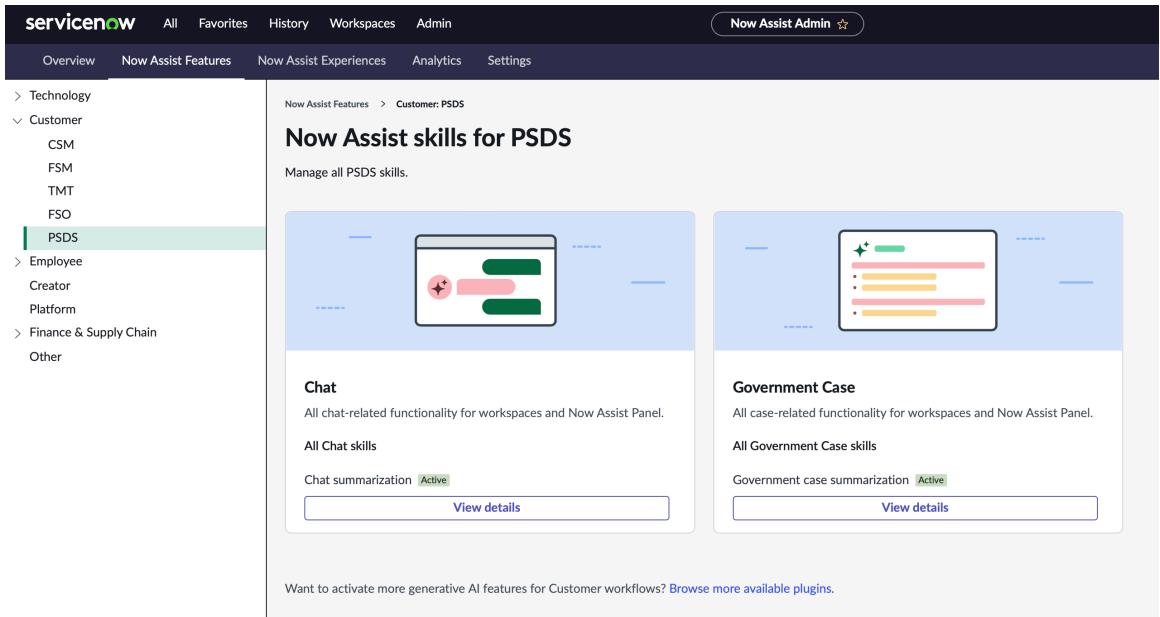 servicenow All Favorites History Workspaces Admin Now Assist Admin
Overview Now Assist Features Now Assist Experiences Analytics Settings
Technology
Customer
CSM
FSM
TMT
FSO
PSDS
Employee
Creator
Platform
Finance & Supply Chain
Other
Now Assist Features > Customer: PSDS
Now Assist skills for PSDS
Manage all PSDS skills.
Chat
All chat-related functionality for workspaces and Now Assist Panel.
All Chat skills
Chat summarization Active
View details
Government Case
All case-related functionality for workspaces and Now Assist Panel.
All Government Case skills
Government case summarization Active
View details
Want to activate more generative AI features for Customer workflows? Browse more available plugins.